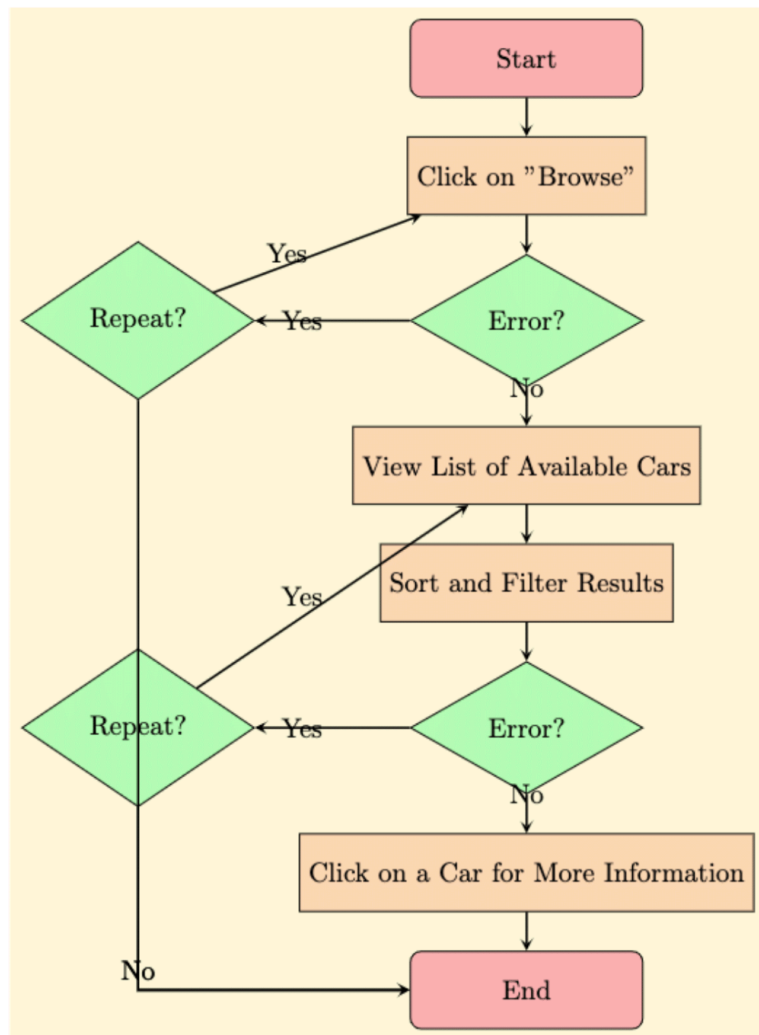 Start
Click on "Browse"
Yes
Repeat?
Yes
Error?
No
View List of Available Cars
Sort and Filter Results
Yes
Repeat?
Yes
Error?
No
Click on a Car for More Information
No
End